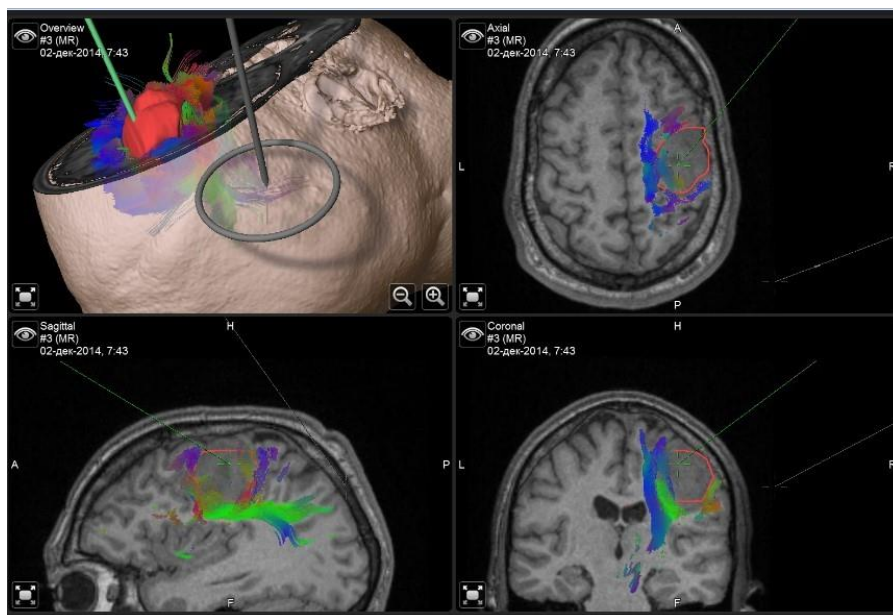 Overview
#3 (MR)
02-дек-2014, 7:43
Axial
#3 (MR)
02-дек-2014, 7:43
A
L
R
P
Sagittal
#3 (MR)
02-дек-2014, 7:43
H
A
P
F
Coronal
#3 (MR)
02-дек-2014, 7:43
H
L
R
F